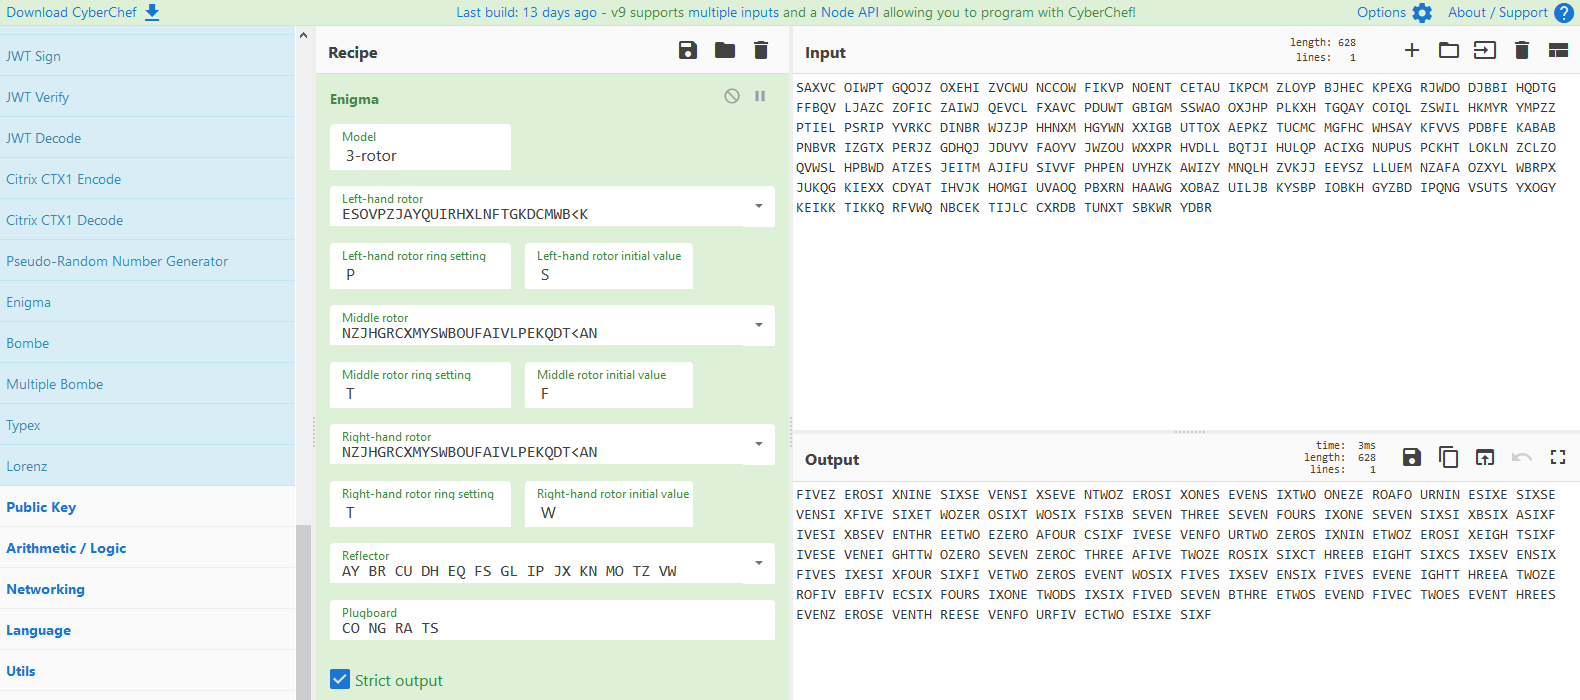 Download CyberChef
Last build: 13 days ago - v9 supports multiple inputs and a Node API allowing you to program with CyberChef!
Options
About / Support
JWT Sign
JWT Verify
JWT Decode
Citrix CTX1 Encode
Citrix CTX1 Decode
Pseudo-Random Number Generator
Enigma
Bombe
Multiple Bombe
Typex
Lorenz
Public Key
Arithmetic / Logic
Networking
Language
Utils
Recipe
Enigma
Model
3-rotor
Left-hand rotor
ESOVPZJAYQUIRHXLNFTGKDCMWB<K
Left-hand rotor ring setting
P
Left-hand rotor initial value
S
Middle rotor
NZJHGRCXMYSWBOUFAIVLPEKQDT<AN
Middle rotor ring setting
T
Middle rotor initial value
F
Right-hand rotor
NZJHGRCXMYSWBOUFAIVLPEKQDT<AN
Right-hand rotor ring setting
T
Right-hand rotor initial value
W
Reflector
AY BR CU DH EQ FS GL IP JX KN MO TZ VW
Plugboard
CO NG RA TS
Strict output
Input
length: 628
lines: 1
SAXVC OIWPT GQOJZ OXEHI ZVCWU NCCOW FIKVP NOENT CETAU IKPCM ZLOYP BJHEC KPEXG RJWDO DJBBI HQDTG
FFBQV LJAZC ZOFIC ZAIWJ QEVCL FXAVC PDUWT GBIGM SSWAO OXJHP PLKXH TGQAY COIQL ZSWIL HKMYR YMPZZ
PTIEL PSRIP YVRKC DINBR WJZJP HHNXM HGYWN XXIGB UTTOX AEPKZ TUCMC MGFHC WHSAY KFVVS PDBFE KABAB
PNBVR IZGTX PERJZ GDHQJ JDUYV FAOYV JWZOU WXXPR HVDLL BQTJI HULQP ACIXG NUPUS PCKHT LOKLN ZCLZO
QVWSL HPBWD ATZES JEITM AJIFU SIVVF PHPEN UYHZK AWIZY MNQLH ZVKJJ EEYSZ LLUEM NZAFA OZXYL WBRPX
JUKQG KIEXX CDYAT IHVJK HOMGI UVAOQ PBXRN HAAWG XOBAZ UILJB KYSBP IOBKH GYZBD IPQNG VSUTS YXOGY
KEIKK TIKKQ RFVWQ NBCEK TIJLC CXRDB TUNXT SBKWR YDBR
Output
time: 3ms
length: 628
lines: 1
FIVEZ EROSI XNINE SIXSE VENSI XSEVE NTWOZ EROSI XONES EVENS IXTWO ONEZE ROAFO URNIN ESIXE SIXSE
VENSI XFIVE SIXET WOZER OSIXT WOSIX FSIXB SEVEN THREE SEVEN FOURS IXONE SEVEN SIXSI XBSIX ASIXF
IVESI XBSEV ENTHR EETWO EZERO AFOUR CSIXF IVESE VENFO URTWO ZEROS IXNIN ETWOZ EROSI XEIGH TSIXF
IVESE VENEI GHTTW OZERO SEVEN ZEROC THREE AFIVE TWOZE ROSIX SIXCT HREEB EIGHT SIXCS IXSEV ENSIX
FIVES IXESI XFOUR SIXFI VETWO ZEROS EVENT WOSIX FIVES IXSEV ENSIX FIVES EVENE IGHTT HREEA TWOZE
ROFIV EBFIV ECSIX FOURS IXONE TWODS IXSIX FIVED SEVEN BTHRE ETWOS EVEND FIVEC TWOES EVENT HREES
EVENZ EROSE VENTH REESE VENFO URFIV ECTWO ESIXE SIXF